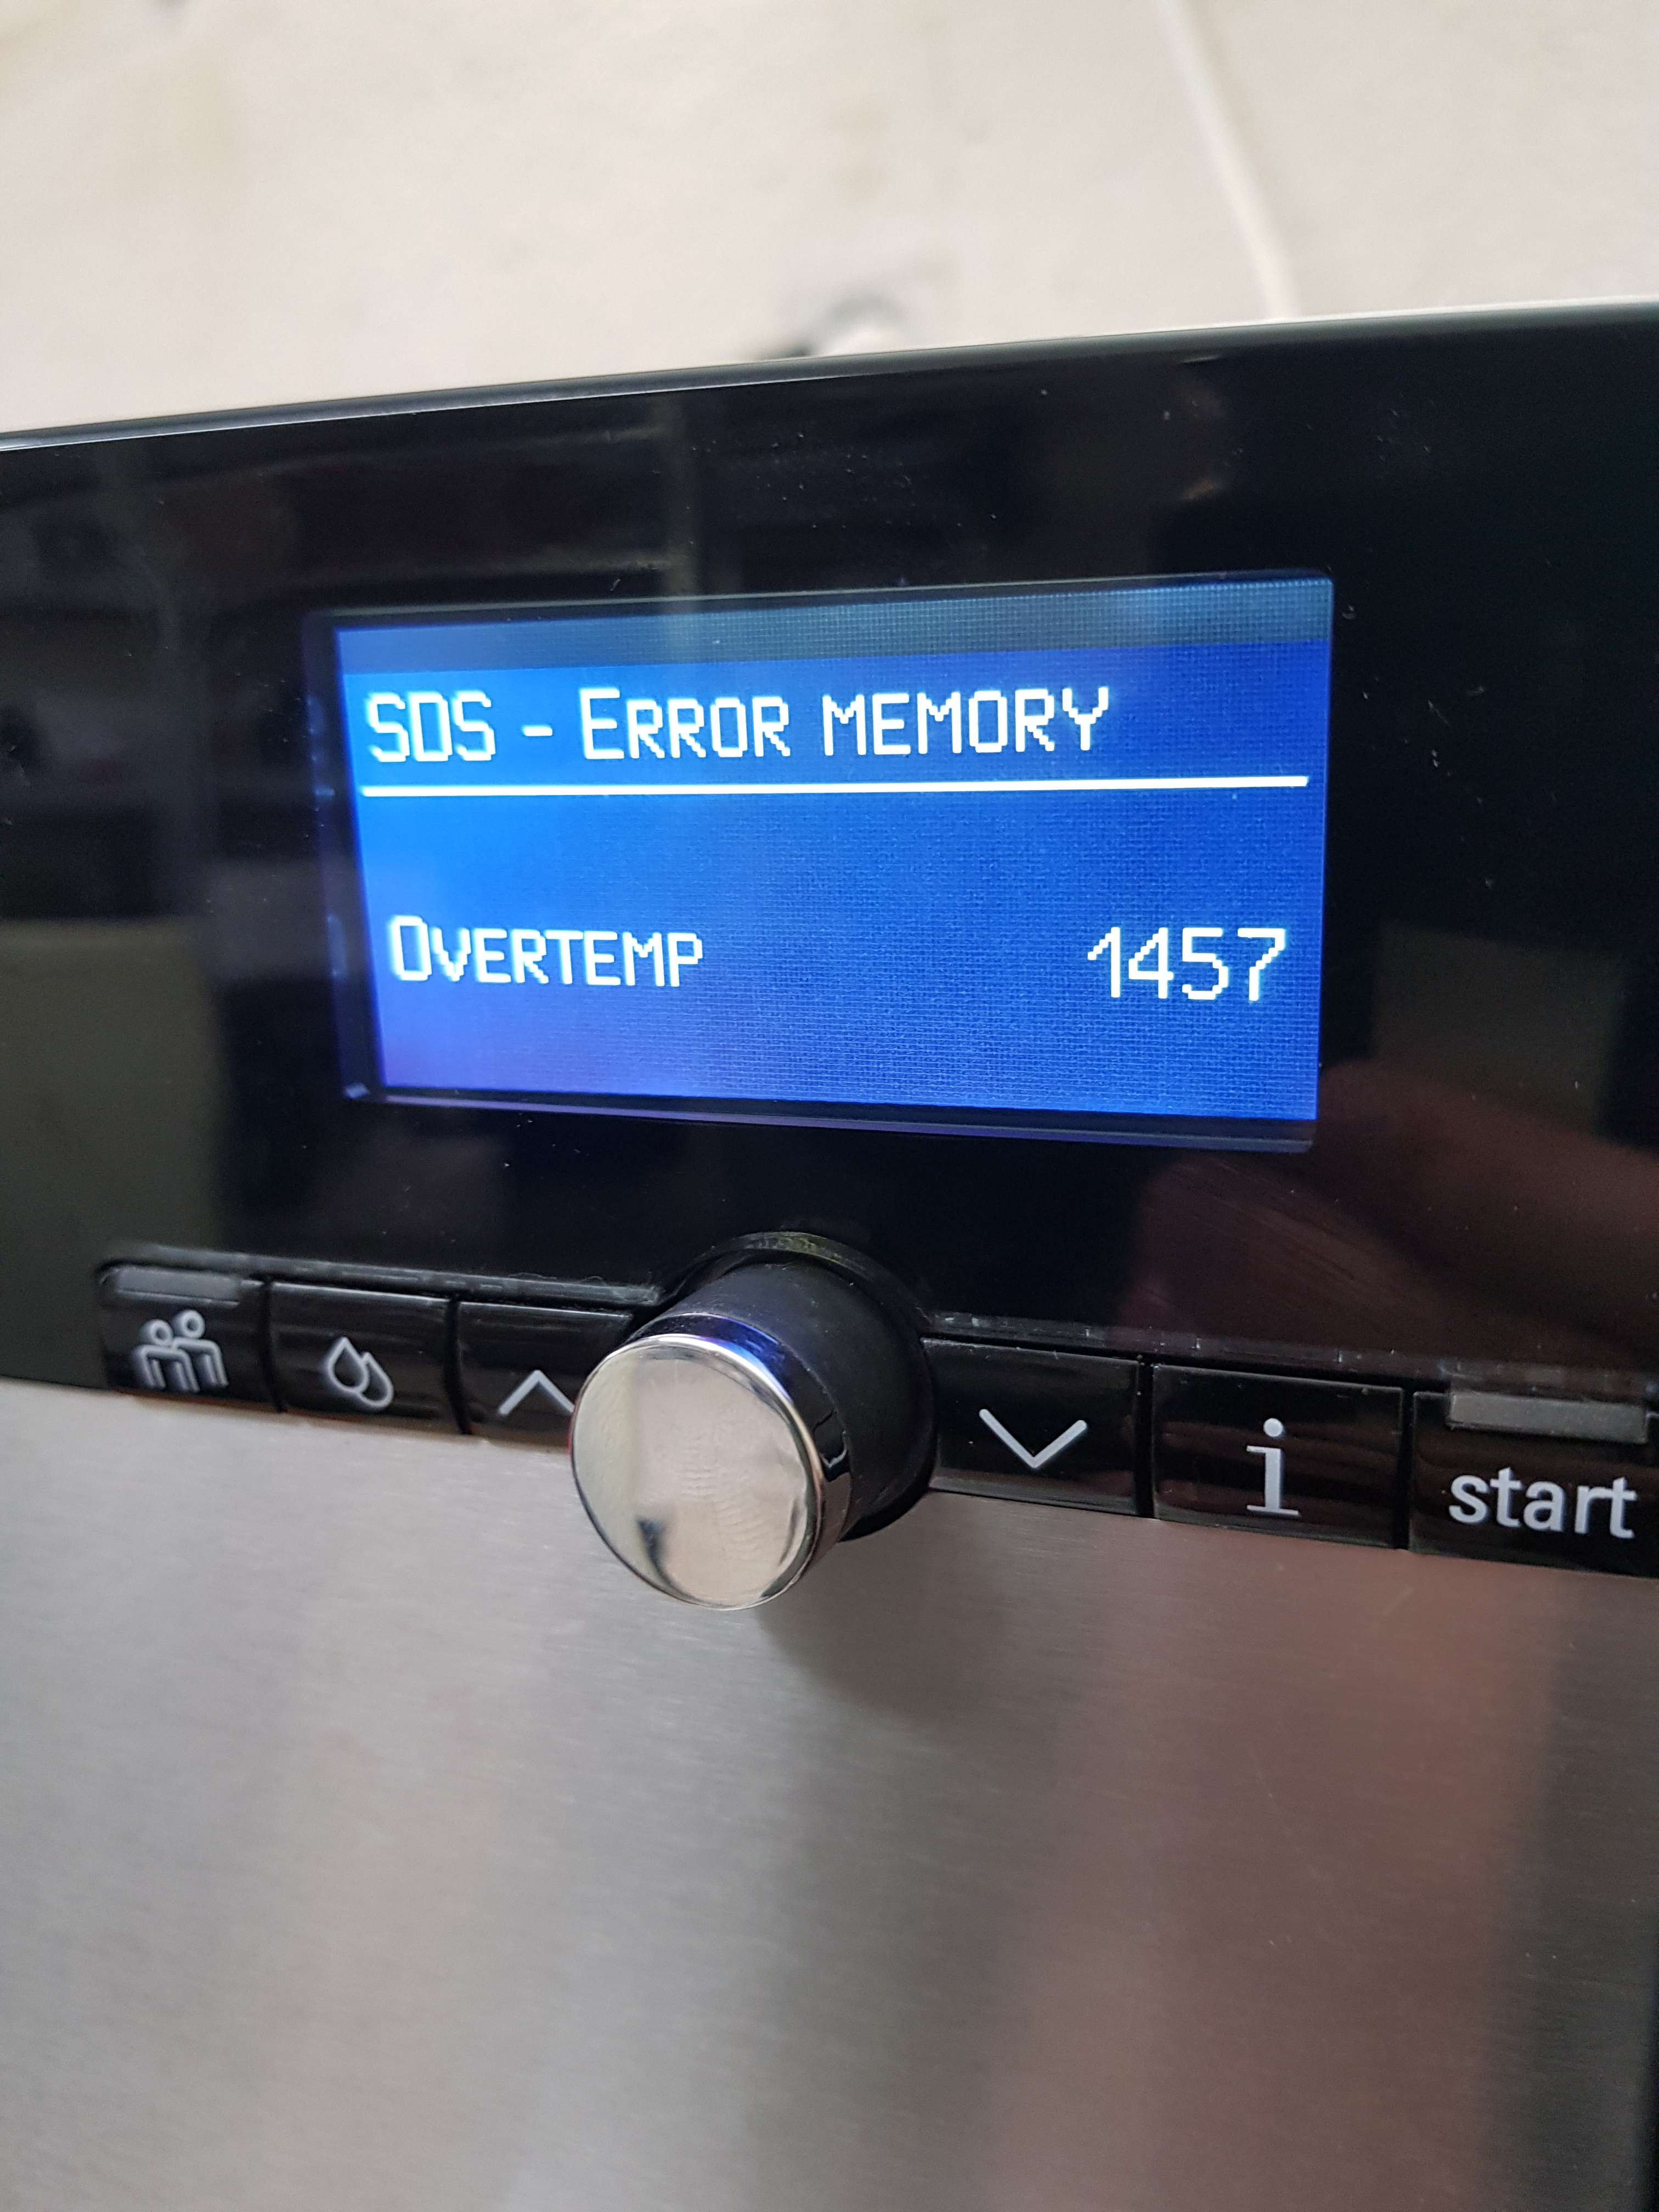 SDS - ERROR MEMORY
OVERTEMP 1457
i
start